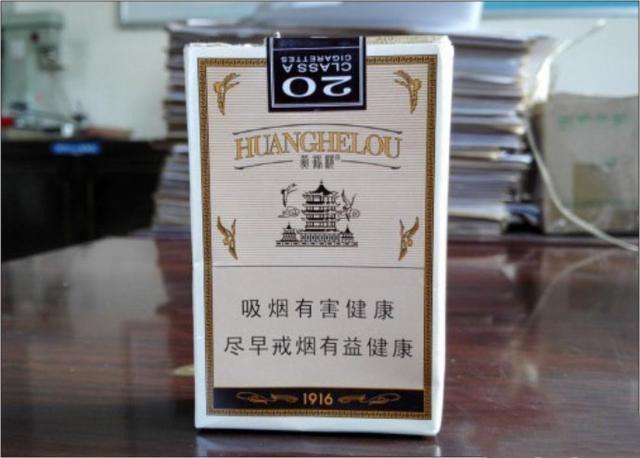 20
CLASS A
CIGARETTES
HUANGHELOU
黄鹤楼
吸烟有害健康
尽早戒烟有益健康
1916